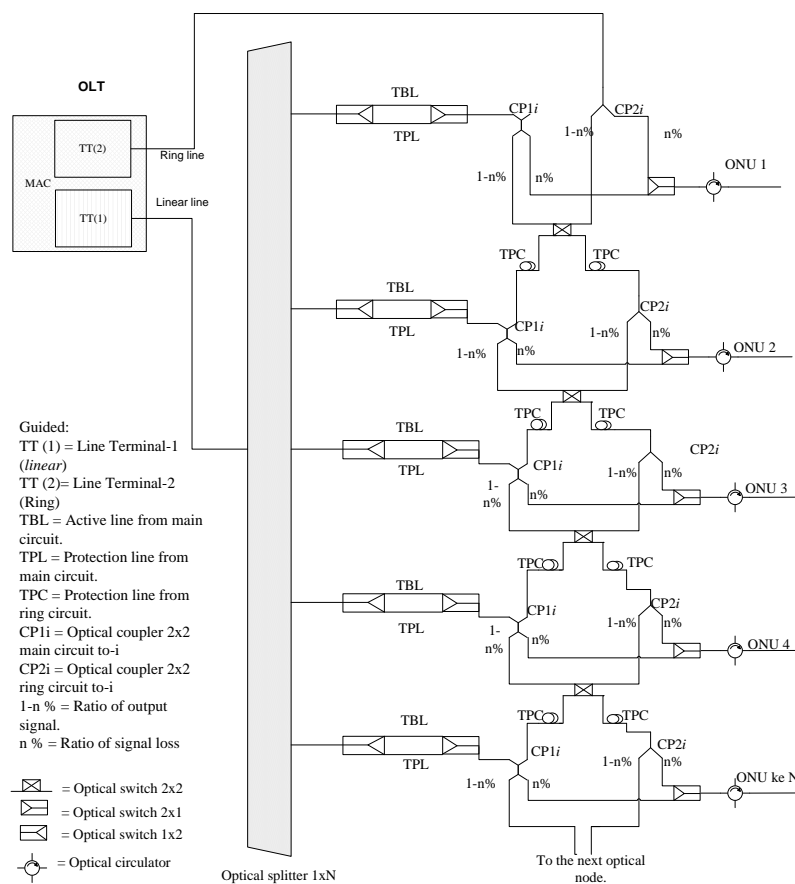 OLT
TT(2)
MAC
TT(1)
Ring line
Linear line
TBL
TPL
CP1i
CP2i
1-n%
n%
1-n%
n%
ONU 1
TPC
TPC
TBL
TPL
CP1i
CP2i
1-n%
n%
1-n%
n%
ONU 2
TPC
TPC
TBL
TPL
CP1i
CP2i
1-
n%
n%
1-n%
n%
ONU 3
TPC
TPC
TBL
TPL
CP1i
CP2i
1-
n%
n%
1-n%
n%
ONU 4
TPC
TPC
TBL
TPL
CP1i
CP2i
1-n%
n%
1-n%
n%
ONU ke N
Guided:
TT (1) = Line Terminal-1
(linear)
TT (2)= Line Terminal-2
(Ring)
TBL = Active line from main
circuit.
TPL = Protection line from
main circuit.
TPC = Protection line from
ring circuit.
CP1i = Optical coupler 2x2
main circuit to-i
CP2i = Optical coupler 2x2
ring circuit to-i
1-n % = Ratio of output
signal.
n % = Ratio of signal loss
= Optical switch 2x2
= Optical switch 2x1
= Optical switch 1x2
= Optical circulator
Optical splitter 1xN
To the next optical
node.